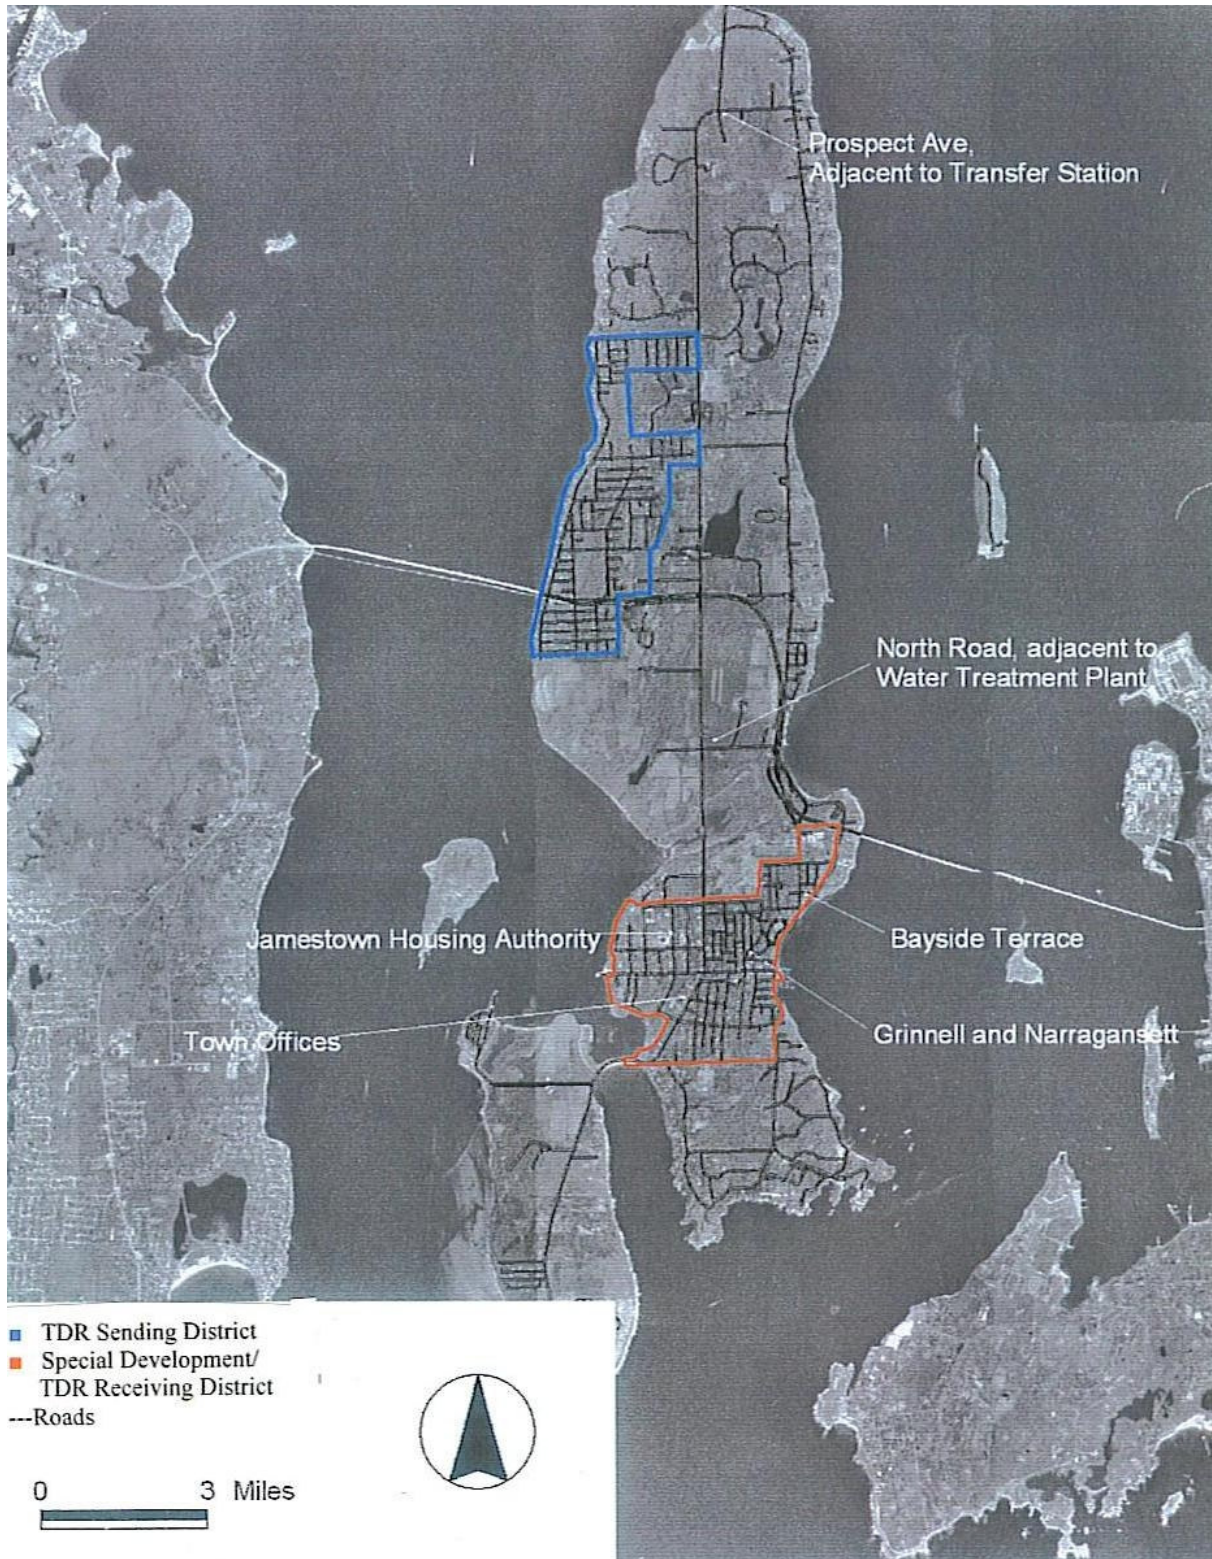 Prospect Ave,
Adjacent to Transfer Station
North Road, adjacent to
Water Treatment Plant
Jamestown Housing Authority
Bayside Terrace
Town Offices
Grinnell and Narragansett
TDR Sending District
Special Development/
TDR Receiving District
---Roads
0 3 Miles